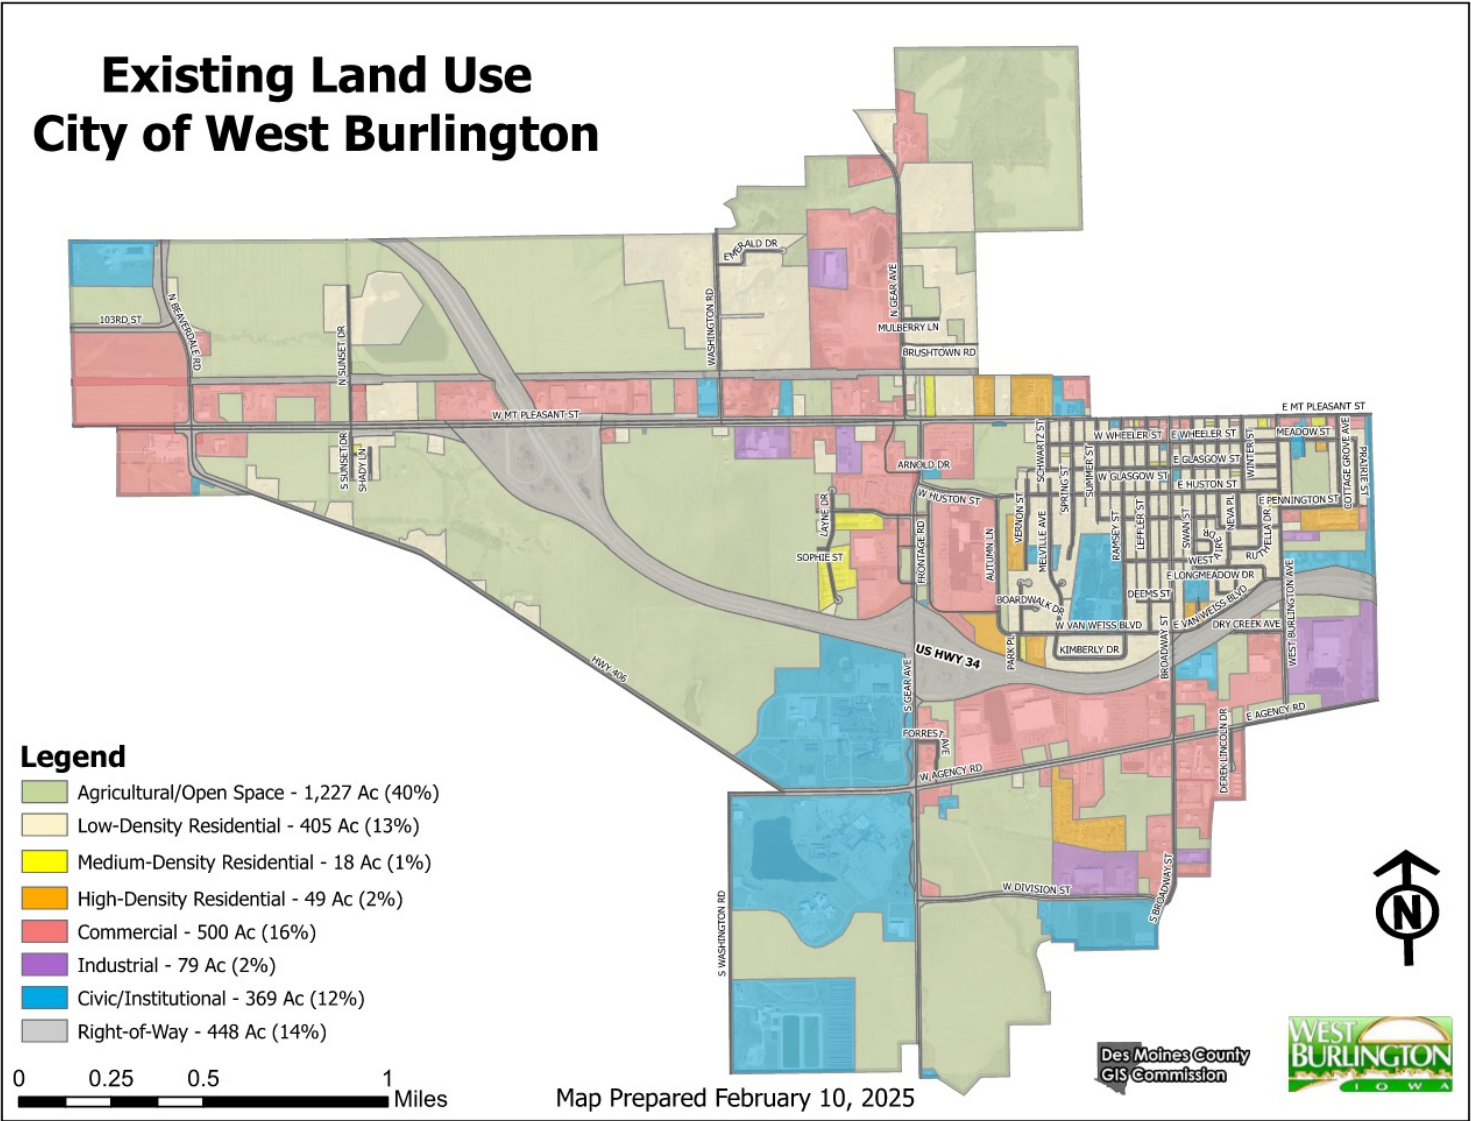 Existing Land Use
City of West Burlington
EMERALD DR
103RD ST
N BEAVERDALE RD
N SUNSET DR
WASHINGTON RD
N GEAR AVE
MULBERRY LN
BRUSHTOWN RD
W MT PLEASANT ST
E MT PLEASANT ST
S SUNSET DR
SHADY LN
ARNOLD DR
W HUSTON ST
LAYNE DR
SOPHIE ST
FRONTAGE RD
AUTUMN LN
VERNON ST
SCHWARTZ ST
MELVILLE AVE
SPRING ST
SUMMER ST
W WHEELER ST
E WHEELER ST
MEADOW ST
E GLASGOW ST
W GLASGOW ST
E HUSTON ST
WINTER ST
COTTAGE GROVE AVE
PRAIRIE ST
E PENNINGTON ST
RAMSEY ST
LEFFLER ST
SWAN ST
NEVA PL
WEST
E LONGMEADOW DR
DEEMS ST
BOARDWALK DR
W VAN WEISS BLVD
E VAN WEISS BLVD
DRY CREEK AVE
WEST BURLINGTON AVE
KIMBERLY DR
PARK PL
BROADWAY ST
US HWY 34
HWY 406
S GEAR AVE
FORREST AVE
W AGENCY RD
E AGENCY RD
DEREK LINCOLN DR
W DIVISION ST
S BROADWAY ST
S WASHINGTON RD
Legend
Agricultural/Open Space - 1,227 Ac (40%)
Low-Density Residential - 405 Ac (13%)
Medium-Density Residential - 18 Ac (1%)
High-Density Residential - 49 Ac (2%)
Commercial - 500 Ac (16%)
Industrial - 79 Ac (2%)
Civic/Institutional - 369 Ac (12%)
Right-of-Way - 448 Ac (14%)
0 0.25 0.5 1
Miles
Map Prepared February 10, 2025
N
Des Moines County
GIS Commission
WEST
BURLINGTON
IOWA